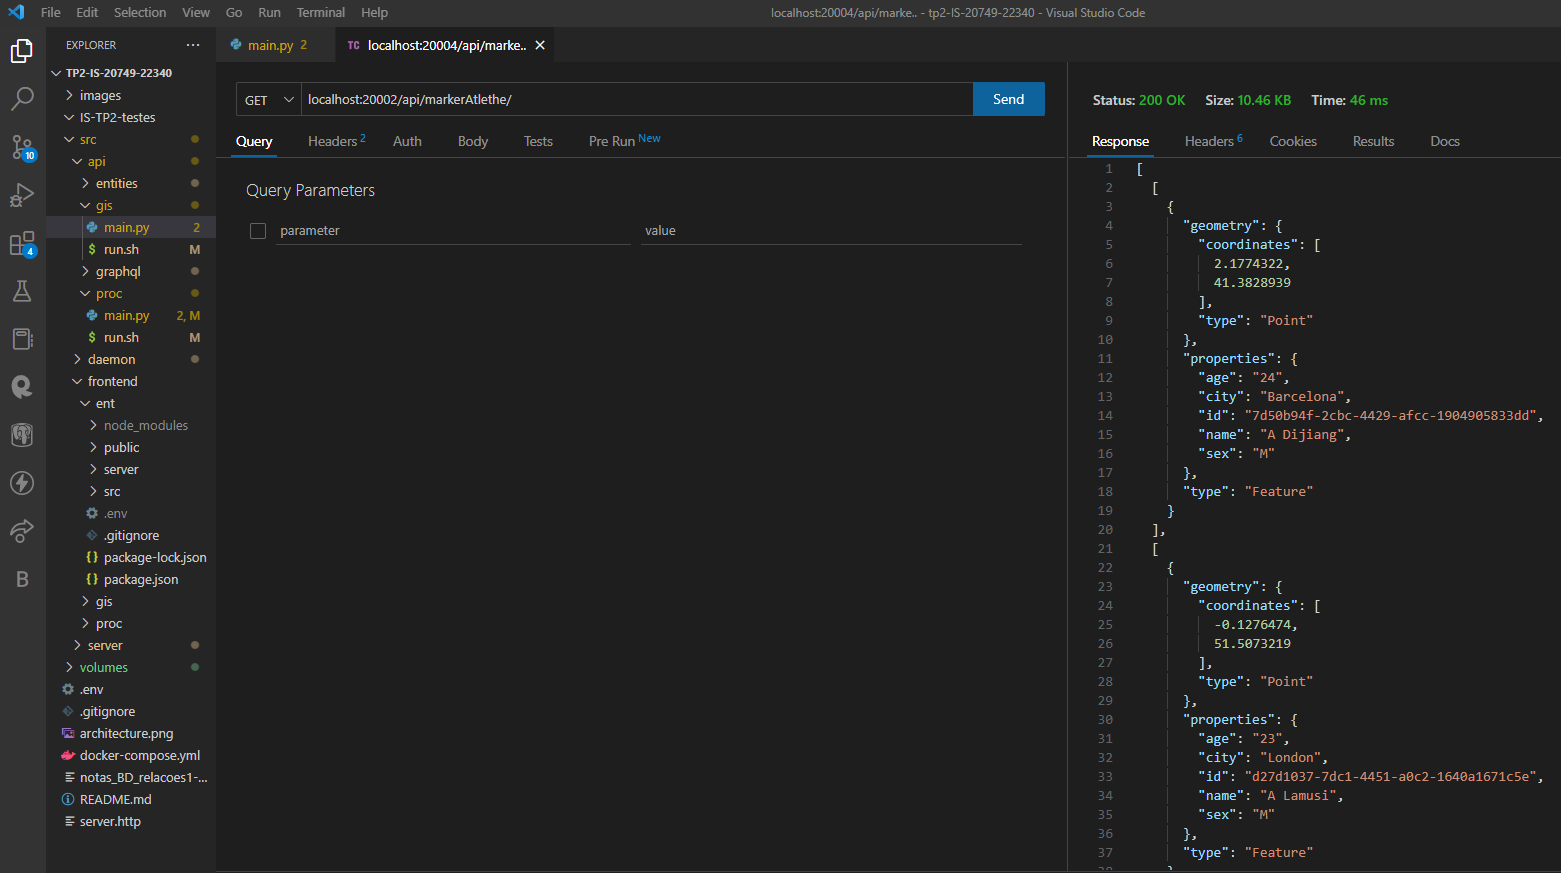 File Edit Selection View Go Run Terminal Help
localhost:20004/api/marke.. - tp2-IS-20749-22340 - Visual Studio Code
EXPLORER ...
TP2-IS-20749-22340
images
IS-TP2-testes
src
api
entities
gis
main.py 2
run.sh M
graphql
proc
main.py 2, M
run.sh M
daemon
frontend
ent
node_modules
public
server
src
.env
.gitignore
package-lock.json
package.json
gis
proc
server
volumes
.env
.gitignore
architecture.png
docker-compose.yml
notas_BD_relacoes1-...
README.md
server.http
10
4
B
main.py 2
TC localhost:20004/api/marke..
GET localhost:20002/api/markerAtlethe/ Send
Query Headers 2 Auth Body Tests Pre Run New
Query Parameters
parameter value
Status: 200 OK Size: 10.46 KB Time: 46 ms
Response Headers 6 Cookies Results Docs
1 [
2 [
3 {
4 "geometry": {
5 "coordinates": [
6 2.1774322,
7 41.3828939
8 ],
9 "type": "Point"
10 },
11 "properties": {
12 "age": "24",
13 "city": "Barcelona",
14 "id": "7d50b94f-2cbc-4429-afcc-1904905833dd",
15 "name": "A Dijiang",
16 "sex": "M"
17 },
18 "type": "Feature"
19 }
20 ],
21 [
22 {
23 "geometry": {
24 "coordinates": [
25 -0.1276474,
26 51.5073219
27 ],
28 "type": "Point"
29 },
30 "properties": {
31 "age": "23",
32 "city": "London",
33 "id": "d27d1037-7dc1-4451-a0c2-1640a1671c5e",
34 "name": "A Lamusi",
35 "sex": "M"
36 },
37 "type": "Feature"